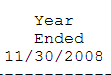 Year
Ended
11/30/2008
-----------